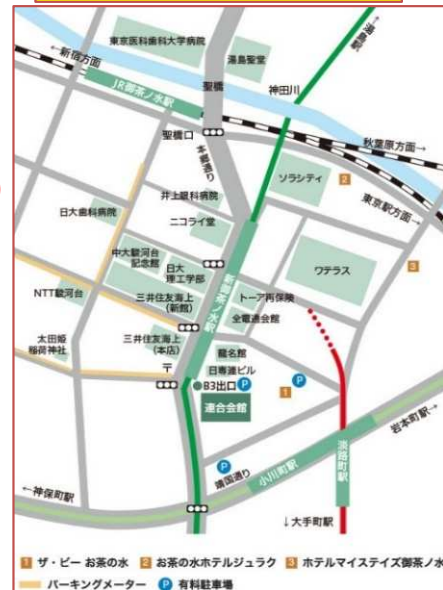 東京医科歯科大学病院
湯島聖堂
↑湯島駅
←新宿方面
聖橋
神田川
JR御茶ノ水駅
聖橋口
本郷通り
秋葉原方面→
ソラシティ
2
東京駅方面→
井上眼科病院
日大歯科病院
ニコライ堂
3
中大駿河台
記念館
日大
理工学部
新御茶ノ水駅
ワテラス
NTT駿河台
三井住友海上
(新館)
トーア再保険
全電通会館
太田姫
稲荷神社
三井住友海上
(本店)
龍名館
日専連ビル
〒
B3出口
P
P
1
連合会館
淡路町駅
岩本町駅→
P
靖国通り
小川町駅
←神保町駅
↓大手町駅
1 ザ・ビー お茶の水 2 お茶の水ホテルジュラク 3 ホテルマイステイズ御茶ノ水
パーキングメーター P 有料駐車場